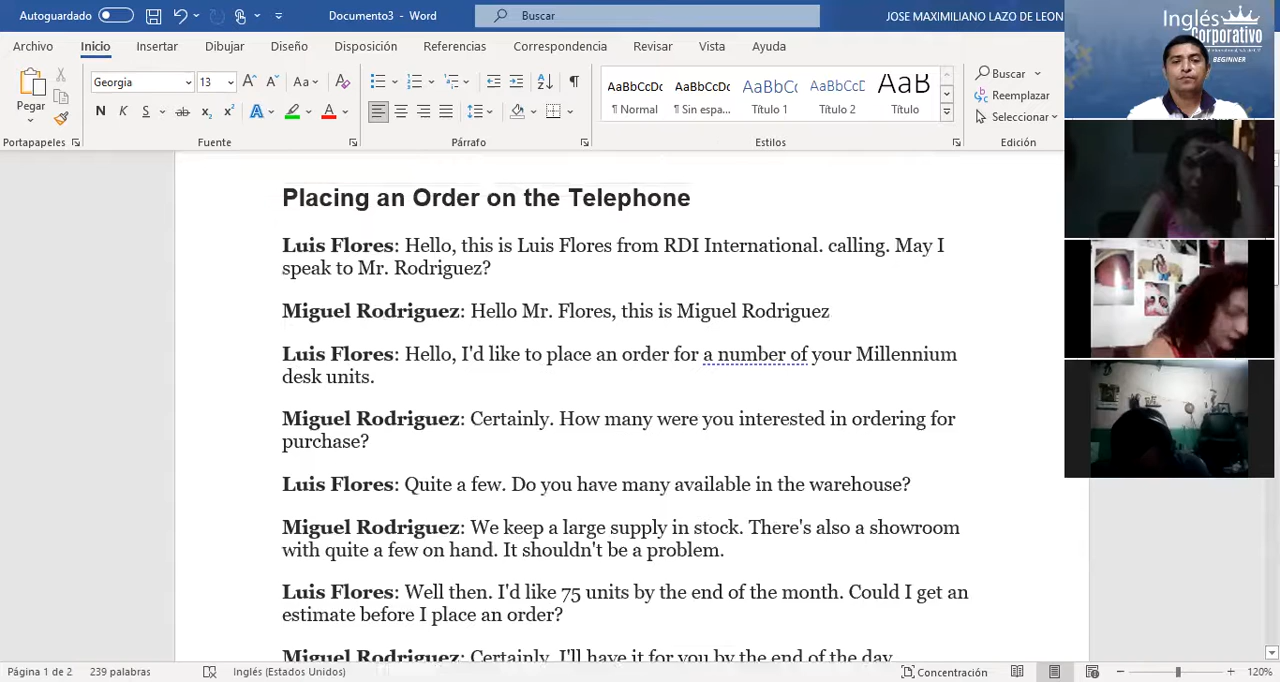 Autoguardado
Documento3 - Word
Buscar
JOSE MAXIMILIANO LAZO DE LEON
Archivo Inicio Insertar Dibujar Diseño Disposición Referencias Correspondencia Revisar Vista Ayuda
Pegar
Portapapeles
Georgia 13
Aa
N K S ab x₂ x²
Fuente
Párrafo
AaBbCcDc AaBbCcDc AaBbCc AaBbCcD AaB
¶ Normal ¶ Sin espa... Título 1 Título 2 Título
Estilos
Buscar
Reemplazar
Seleccionar
Edición
Inglés
Corporativo
BEGINNER
Placing an Order on the Telephone
Luis Flores: Hello, this is Luis Flores from RDI International. calling. May I
speak to Mr. Rodriguez?
Miguel Rodriguez: Hello Mr. Flores, this is Miguel Rodriguez
Luis Flores: Hello, I'd like to place an order for a number of your Millennium
desk units.
Miguel Rodriguez: Certainly. How many were you interested in ordering for
purchase?
Luis Flores: Quite a few. Do you have many available in the warehouse?
Miguel Rodriguez: We keep a large supply in stock. There's also a showroom
with quite a few on hand. It shouldn't be a problem.
Luis Flores: Well then. I'd like 75 units by the end of the month. Could I get an
estimate before I place an order?
Miguel Rodriguez: Certainly. I'll have it for you by the end of the day.
Página 1 de 2 239 palabras Inglés (Estados Unidos) Concentración 120%